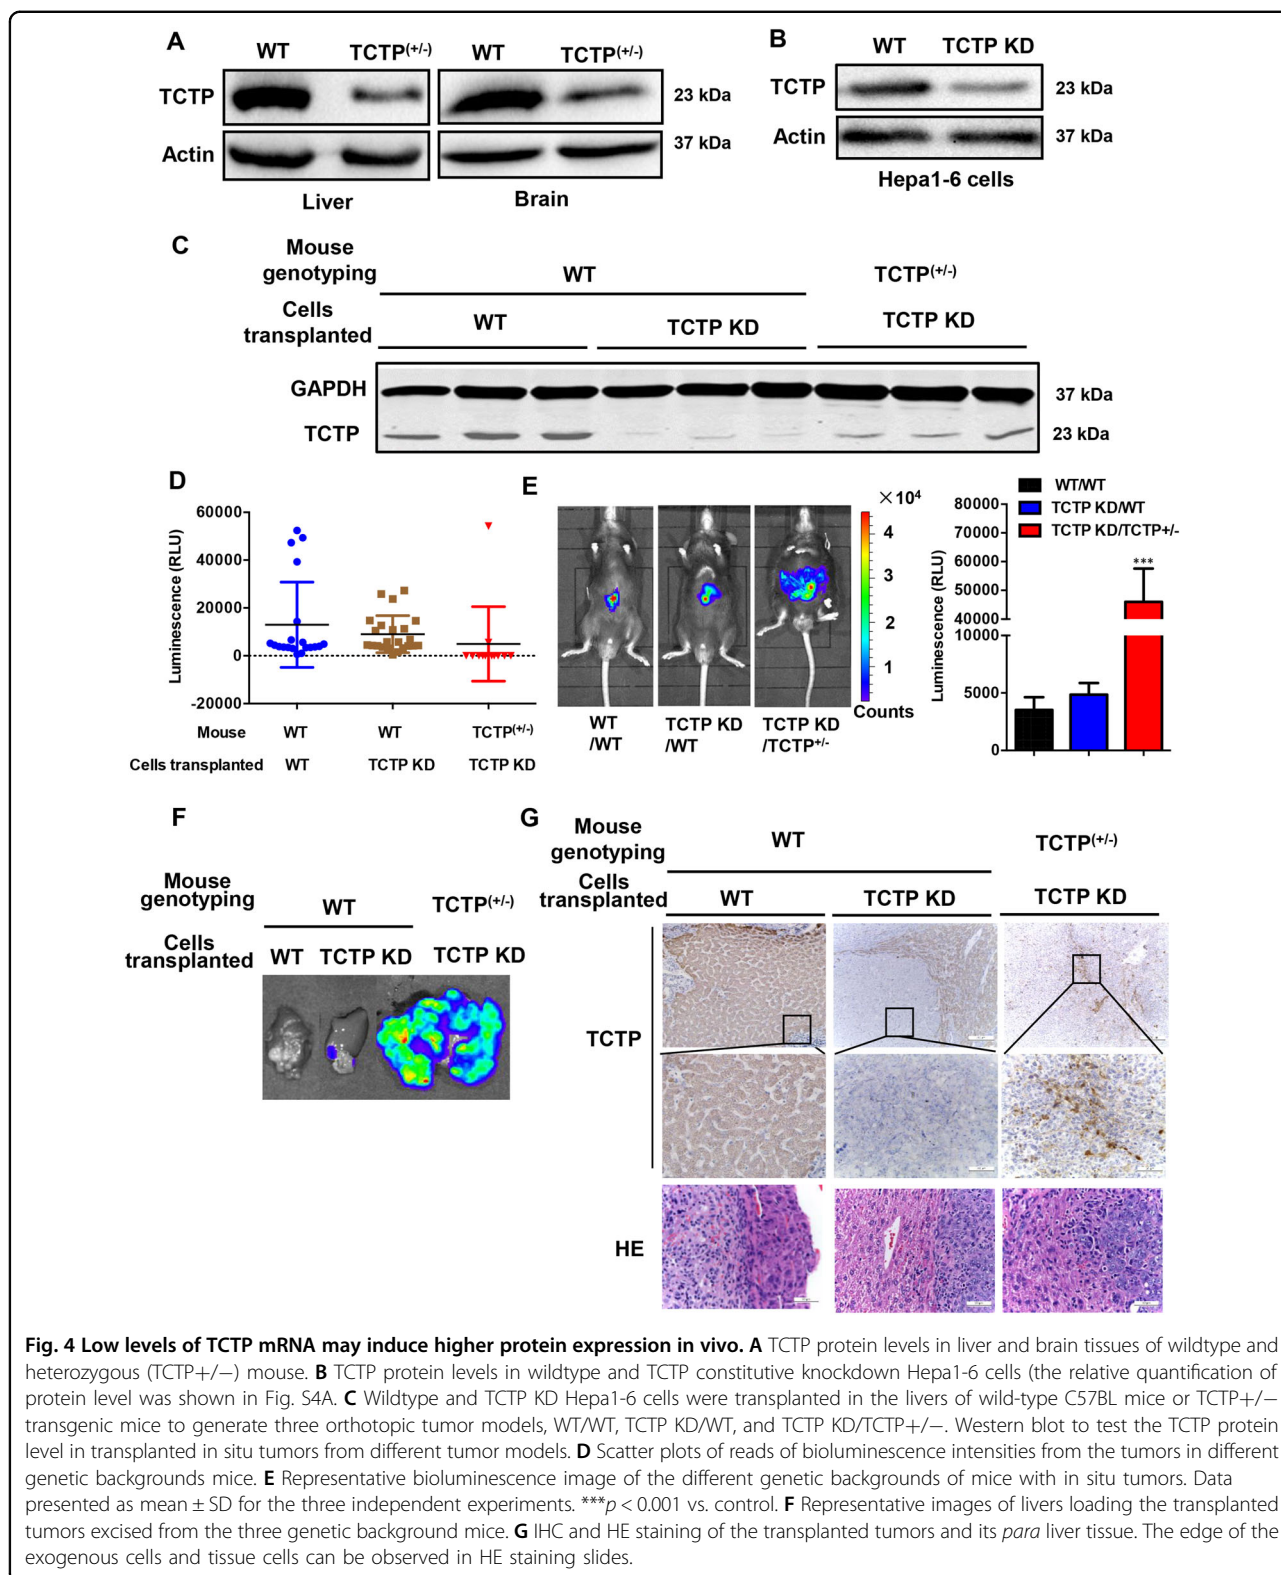 A
WT TCTP(+/-) WT TCTP(+/-)
TCTP
23 kDa
Actin
37 kDa
Liver Brain
B
WT TCTP KD
TCTP
23 kDa
Actin
37 kDa
Hepa1-6 cells
C
Mouse
genotyping
WT TCTP(+/-)
Cells
transplanted
WT TCTP KD TCTP KD
GAPDH
37 kDa
TCTP
23 kDa
D
Luminescence (RLU)
60000
40000
20000
0
-20000
Mouse WT WT TCTP(+/-)
Cells transplanted WT TCTP KD TCTP KD
E
×10⁴
4
3
2
1
Counts
WT
/WT
TCTP KD
/WT
TCTP KD
/TCTP+/-
WT/WT
TCTP KD/WT
TCTP KD/TCTP+/-
Luminescence (RLU)
80000
70000
60000
50000
40000
10000
5000
0
***
F
Mouse
genotyping
WT TCTP(+/-)
Cells
transplanted
WT TCTP KD TCTP KD
G
Mouse
genotyping
WT TCTP(+/-)
Cells
transplanted
WT TCTP KD TCTP KD
TCTP
HE
Fig. 4 Low levels of TCTP mRNA may induce higher protein expression in vivo. A TCTP protein levels in liver and brain tissues of wildtype and
heterozygous (TCTP+/−) mouse. B TCTP protein levels in wildtype and TCTP constitutive knockdown Hepa1-6 cells (the relative quantification of
protein level was shown in Fig. S4A. C Wildtype and TCTP KD Hepa1-6 cells were transplanted in the livers of wild-type C57BL mice or TCTP+/−
transgenic mice to generate three orthotopic tumor models, WT/WT, TCTP KD/WT, and TCTP KD/TCTP+/−. Western blot to test the TCTP protein
level in transplanted in situ tumors from different tumor models. D Scatter plots of reads of bioluminescence intensities from the tumors in different
genetic backgrounds mice. E Representative bioluminescence image of the different genetic backgrounds of mice with in situ tumors. Data
presented as mean ± SD for the three independent experiments. ***p < 0.001 vs. control. F Representative images of livers loading the transplanted
tumors excised from the three genetic background mice. G IHC and HE staining of the transplanted tumors and its para liver tissue. The edge of the
exogenous cells and tissue cells can be observed in HE staining slides.